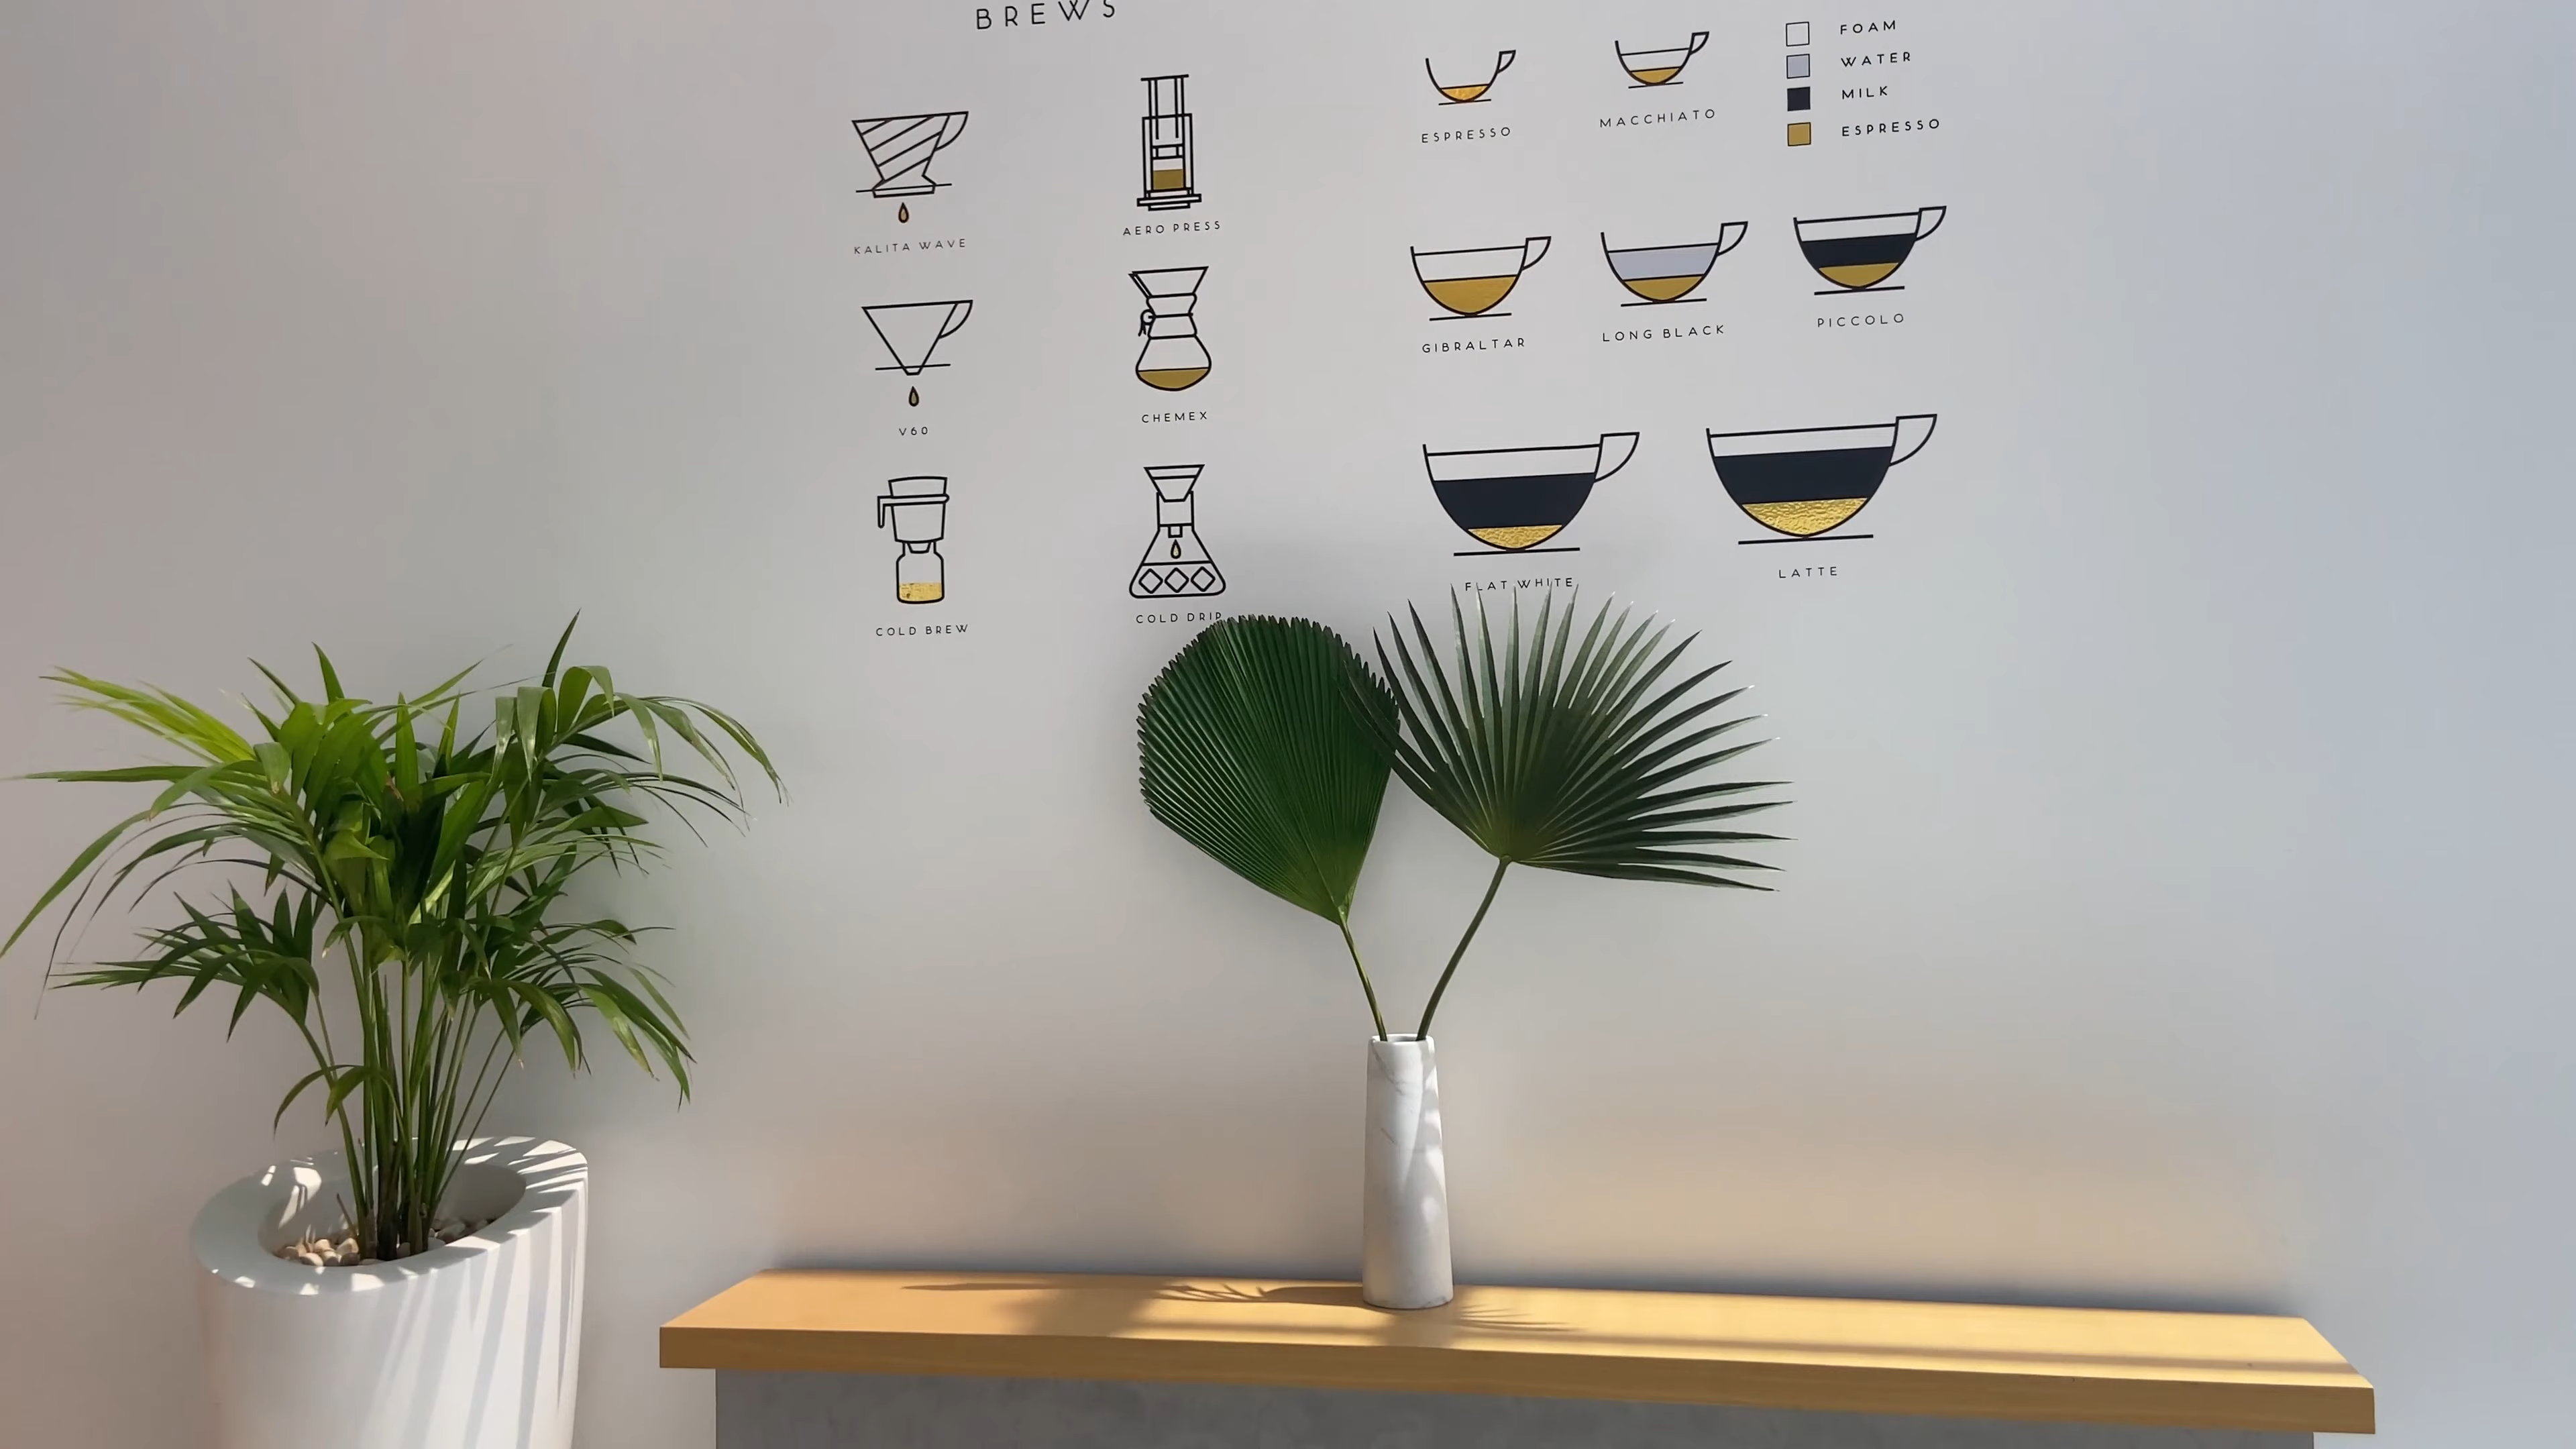 BREWS
KALITA WAVE
AERO PRESS
V60
CHEMEX
COLD BREW
COLD DRIP
ESPRESSO
MACCHIATO
FOAM
WATER
MILK
ESPRESSO
GIBRALTAR
LONG BLACK
PICCOLO
FLAT WHITE
LATTE